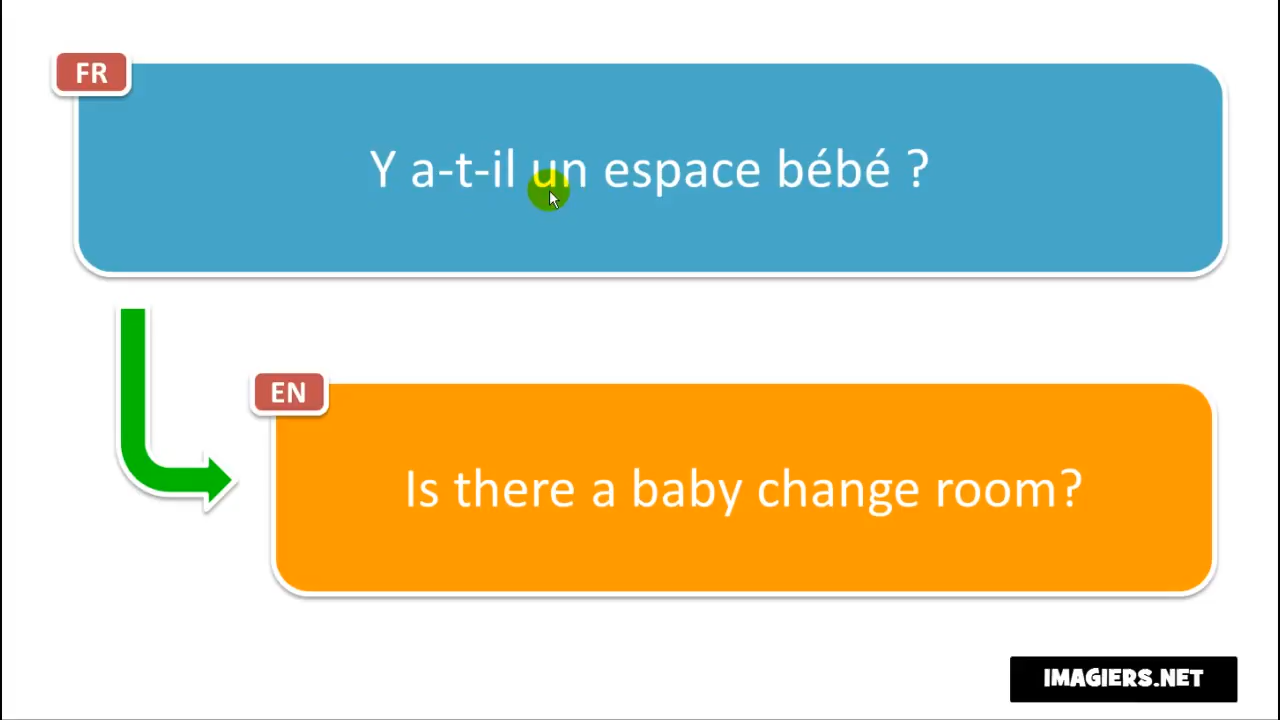 FR
Y a-t-il un espace bébé ?
EN
Is there a baby change room?
IMAGIERS.NET